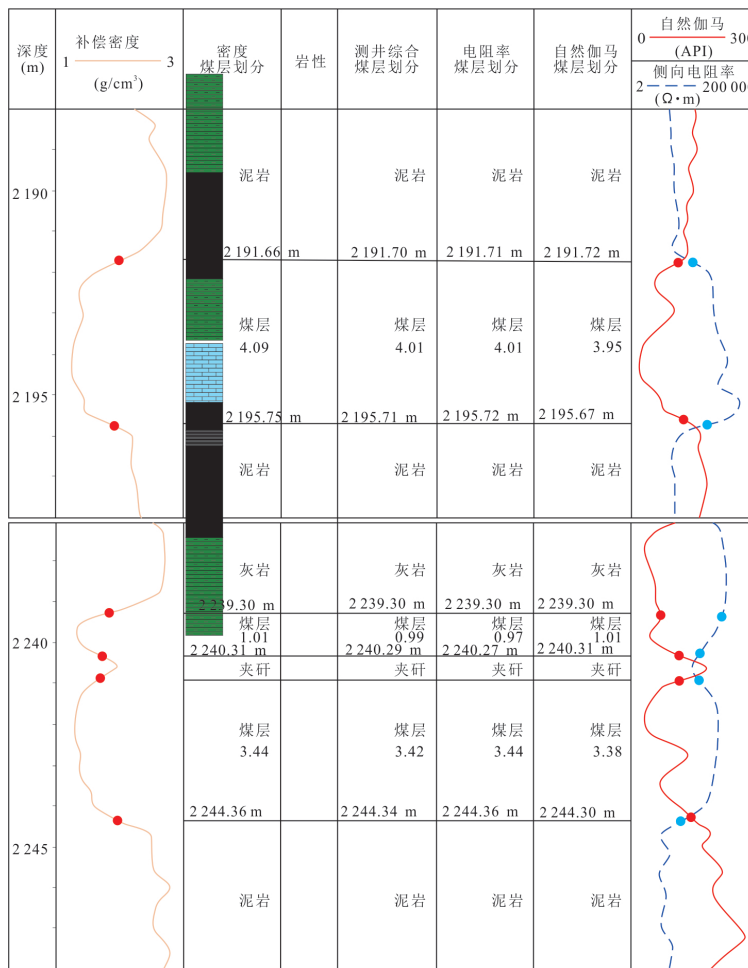 深度
(m)
补偿密度
1 3
(g/cm³)
密度
煤层划分
岩性
测井综合
煤层划分
电阻率
煤层划分
自然伽马
煤层划分
自然伽马
0 300
(API)
侧向电阻率
2 200 000
(Ω•m)
2 190
泥岩 泥岩 泥岩 泥岩
2 191.66 m 2 191.70 m 2 191.71 m 2 191.72 m
煤层 煤层 煤层 煤层
4.09 4.01 4.01 3.95
2 195
2 195.75 m 2 195.71 m 2 195.72 m 2 195.67 m
泥岩 泥岩 泥岩 泥岩
灰岩 灰岩 灰岩 灰岩
2 239.30 m 2 239.30 m 2 239.30 m 2 239.30 m
煤层 煤层 煤层 煤层
2 240
1.01 0.99 0.97 1.01
2 240.31 m 2 240.29 m 2 240.27 m 2 240.31 m
夹矸 夹矸 夹矸 夹矸
煤层 煤层 煤层 煤层
3.44 3.42 3.44 3.38
2 244.36 m 2 244.34 m 2 244.36 m 2 244.30 m
2 245
泥岩 泥岩 泥岩 泥岩